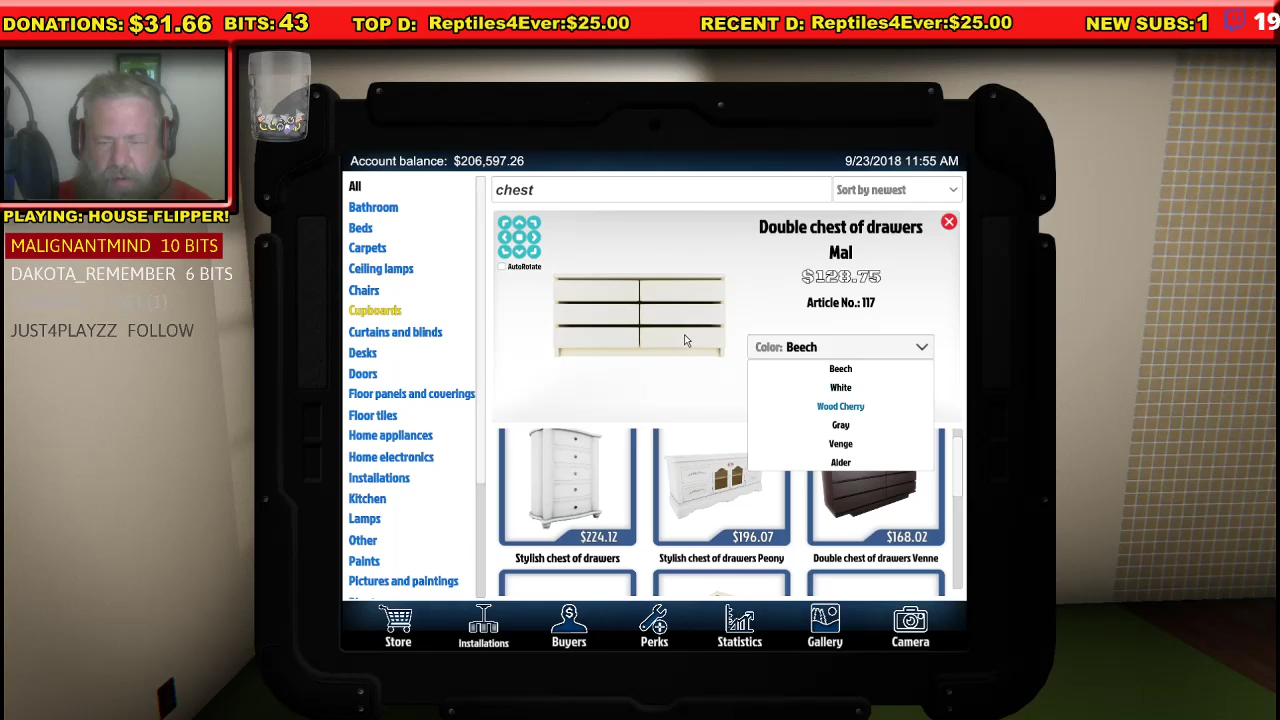 DONATIONS: $31.66 BITS: 43 TOP D: Reptiles4Ever:$25.00 RECENT D: Reptiles4Ever:$25.00 NEW SUBS: 1 19
PLAYING: HOUSE FLIPPER!
MALIGNANTMIND 10 BITS
DAKOTA_REMEMBER 6 BITS
JUST4PLAYZZ FOLLOW
Account balance: $206,597.26 9/23/2018 11:55 AM
All
Bathroom
Beds
Carpets
Ceiling lamps
Chairs
Cupboards
Curtains and blinds
Desks
Doors
Floor panels and coverings
Floor tiles
Home appliances
Home electronics
Installations
Kitchen
Lamps
Other
Paints
Pictures and paintings
chest Sort by newest
AutoRotate
Double chest of drawers
Mal
$128.75
Article No.: 117
Color: Beech
Beech
White
Wood Cherry
Gray
Venge
Alder
$224.12 $196.07 $168.02
Stylish chest of drawers Stylish chest of drawers Peony Double chest of drawers Venne
Store Installations Buyers Perks Statistics Gallery Camera